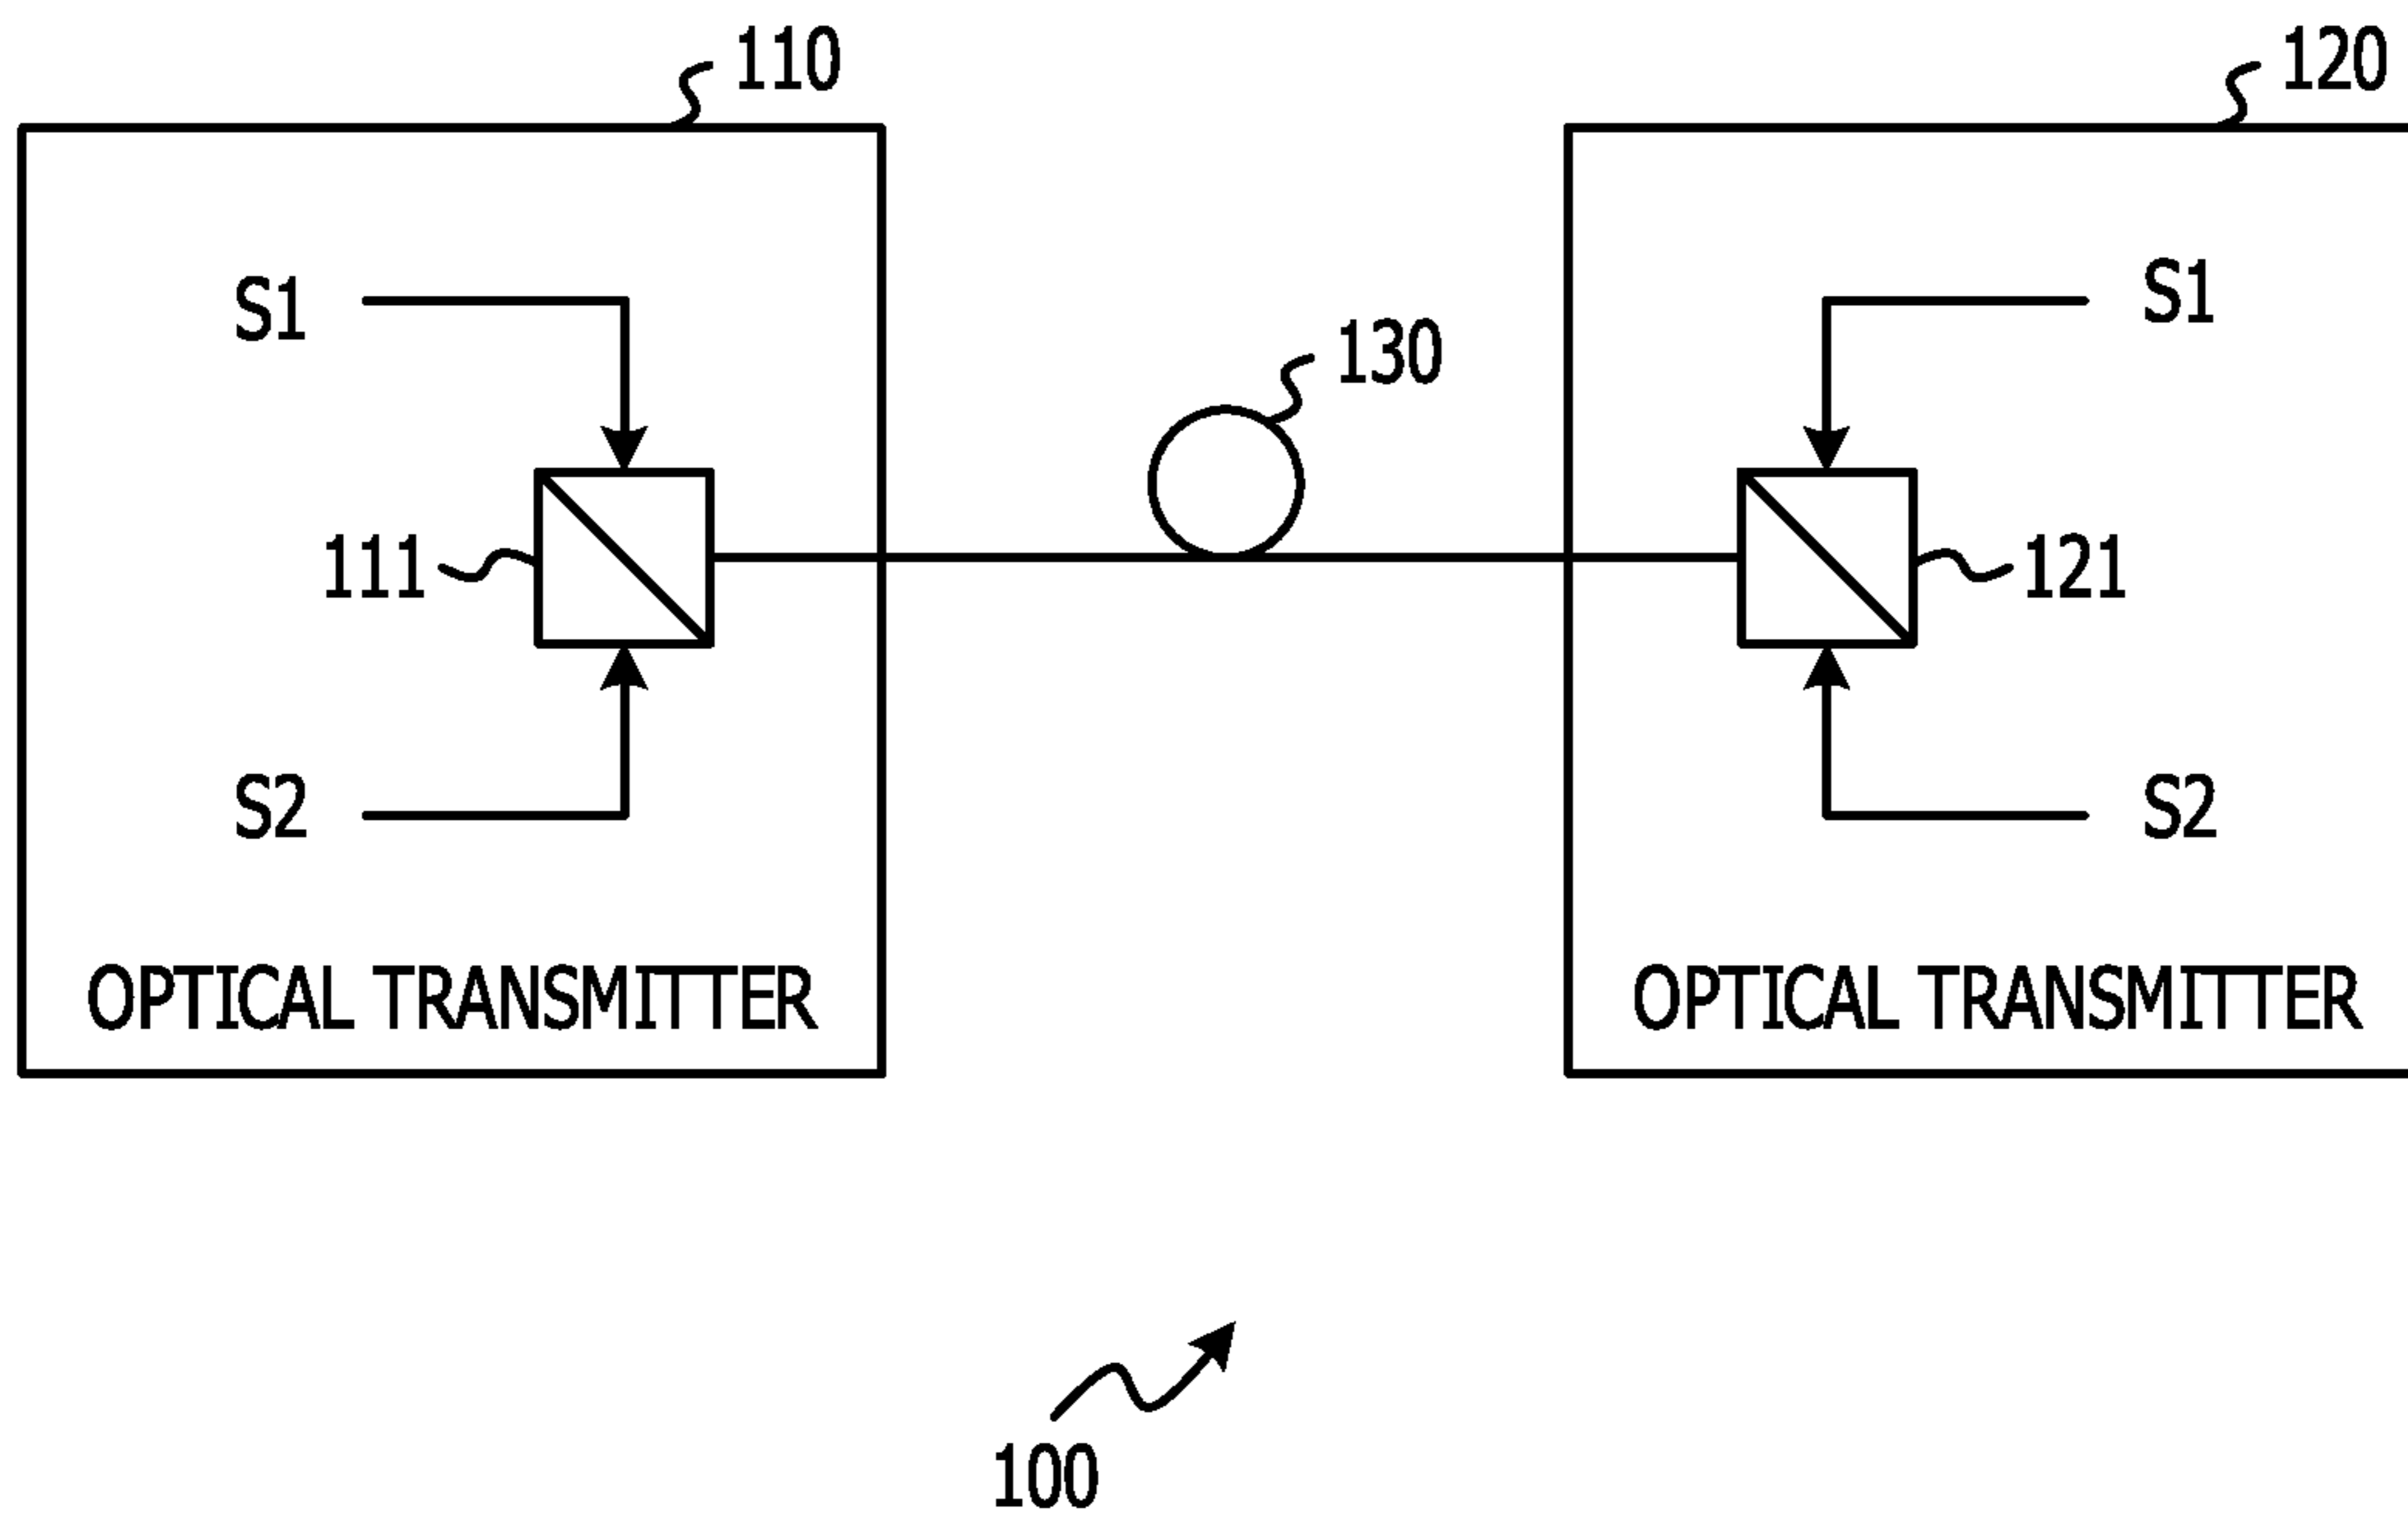 110
120
S1
S1
130
111
121
S2
S2
OPTICAL TRANSMITTER
OPTICAL TRANSMITTER
100